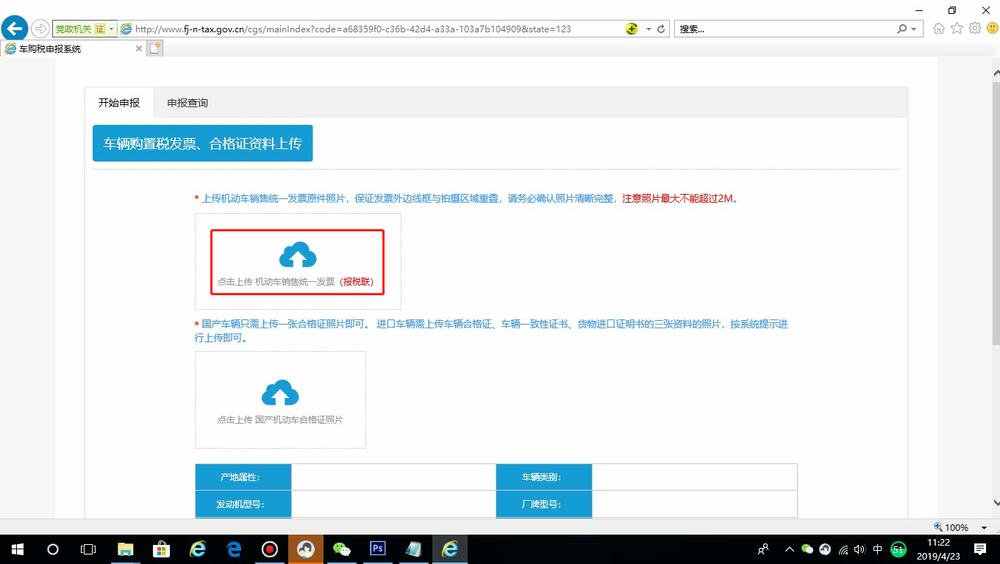 党政机关 证 http://www.fj-n-tax.gov.cn/cgs/mainIndex?code=a68359f0-c36b-42d4-a33a-103a7b104909&state=123 搜索...
车购税申报系统
开始申报 申报查询
车辆购置税发票、合格证资料上传
* 上传机动车销售统一发票原件照片，保证发票外边线框与拍摄区域重叠，请务必确认照片清晰完整，注意照片最大不能超过2M。
点击上传 机动车销售统一发票（报税联）
* 国产车辆只需上传一张合格证照片即可。 进口车辆需上传车辆合格证、车辆一致性证书、货物进口证明书的三张资料的照片，按系统提示进
行上传即可。
点击上传 国产机动车合格证照片
产地属性： 车辆类别：
发动机型号： 厂牌型号：
100%
Ps 中 51 11:22
2019/4/23